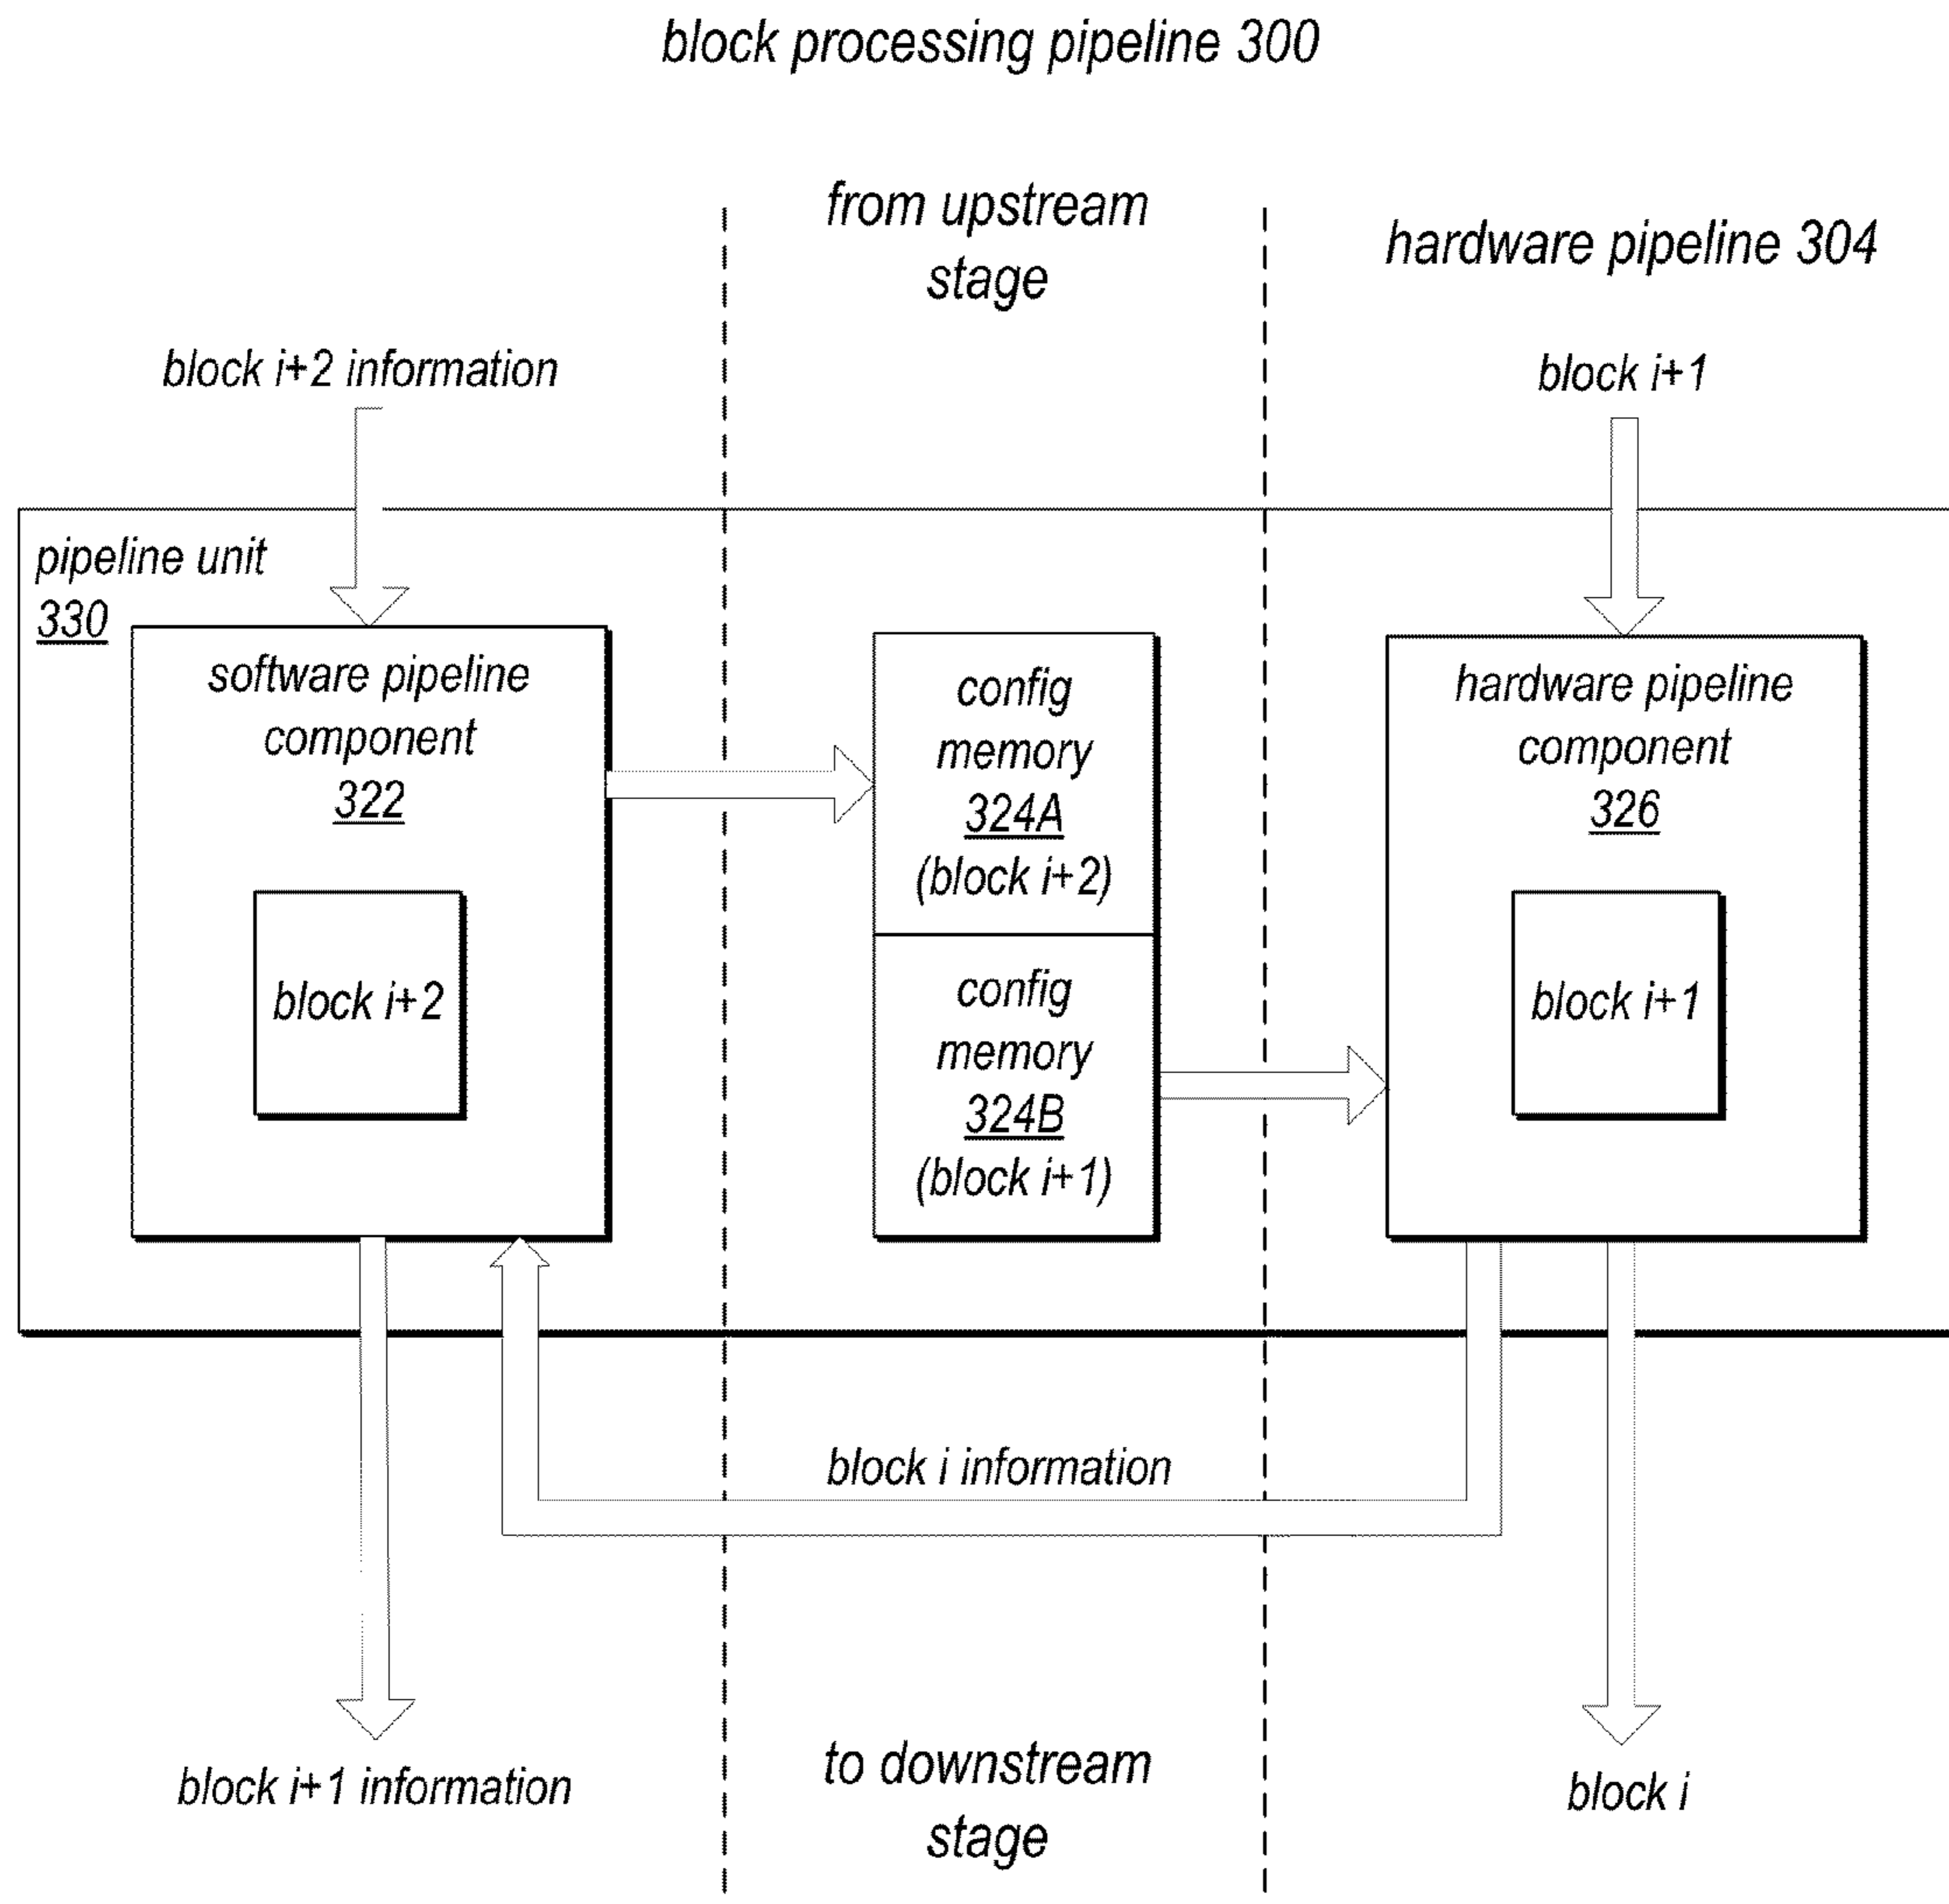 block processing pipeline 300
from upstream
stage
hardware pipeline 304
block i+2 information
block i+1
pipeline unit
330
software pipeline
component
322
block i+2
config
memory
324A
(block i+2)
config
memory
324B
(block i+1)
hardware pipeline
component
326
block i+1
block i information
block i+1 information
to downstream
stage
block i